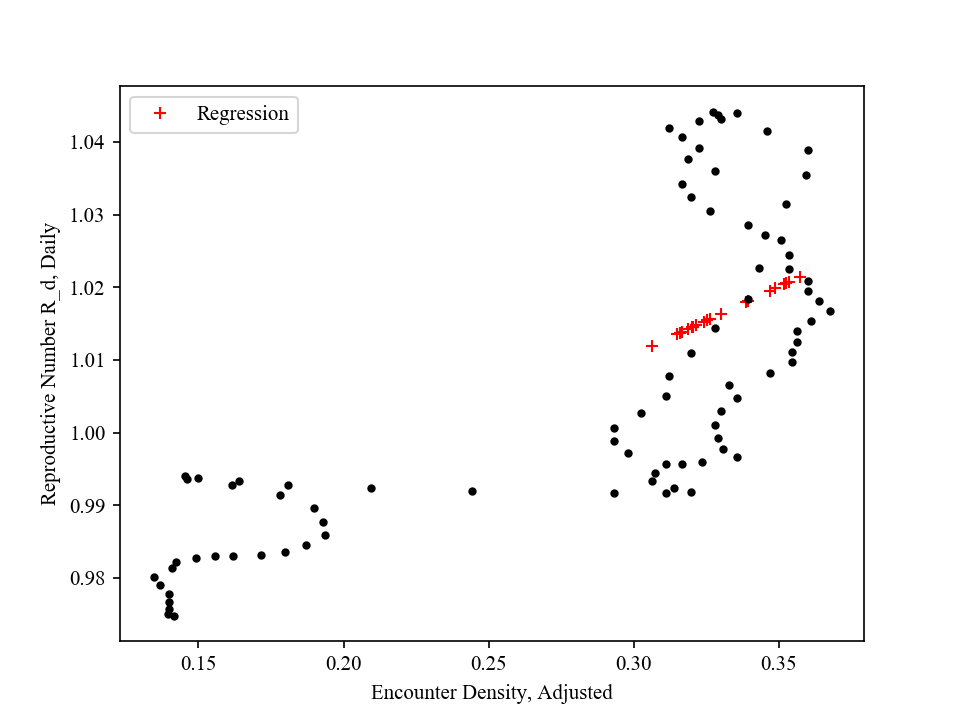 Regression
1.04
1.03
1.02
1.01
1.00
0.99
0.98
Reproductive Number R_d, Daily
0.15 0.20 0.25 0.30 0.35
Encounter Density, Adjusted